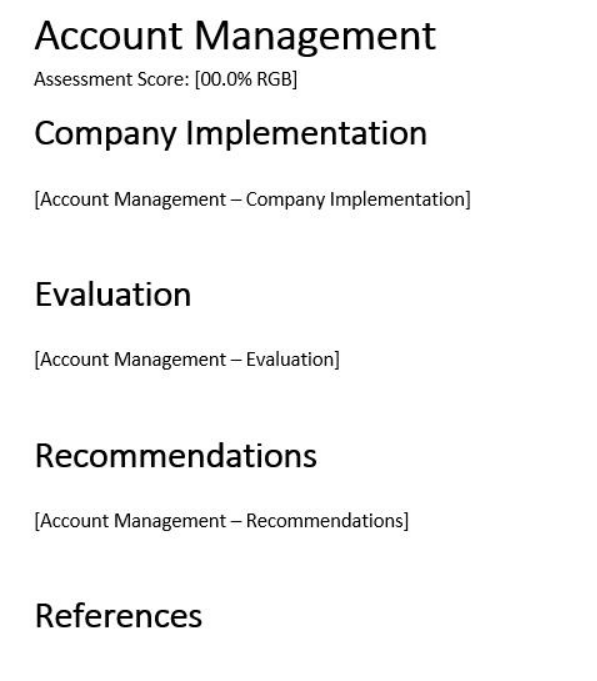 Account Management
Assessment Score: [00.0% RGB]
Company Implementation
[Account Management – Company Implementation]
Evaluation
[Account Management – Evaluation]
Recommendations
[Account Management – Recommendations]
References